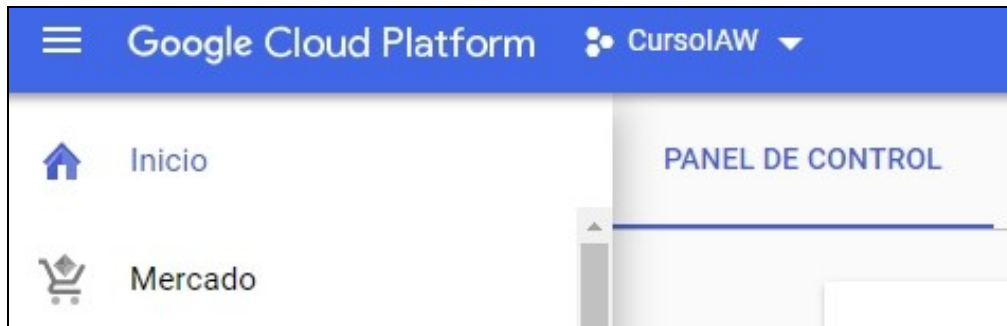 Google Cloud Platform CursoIAW
Inicio
PANEL DE CONTROL
Mercado